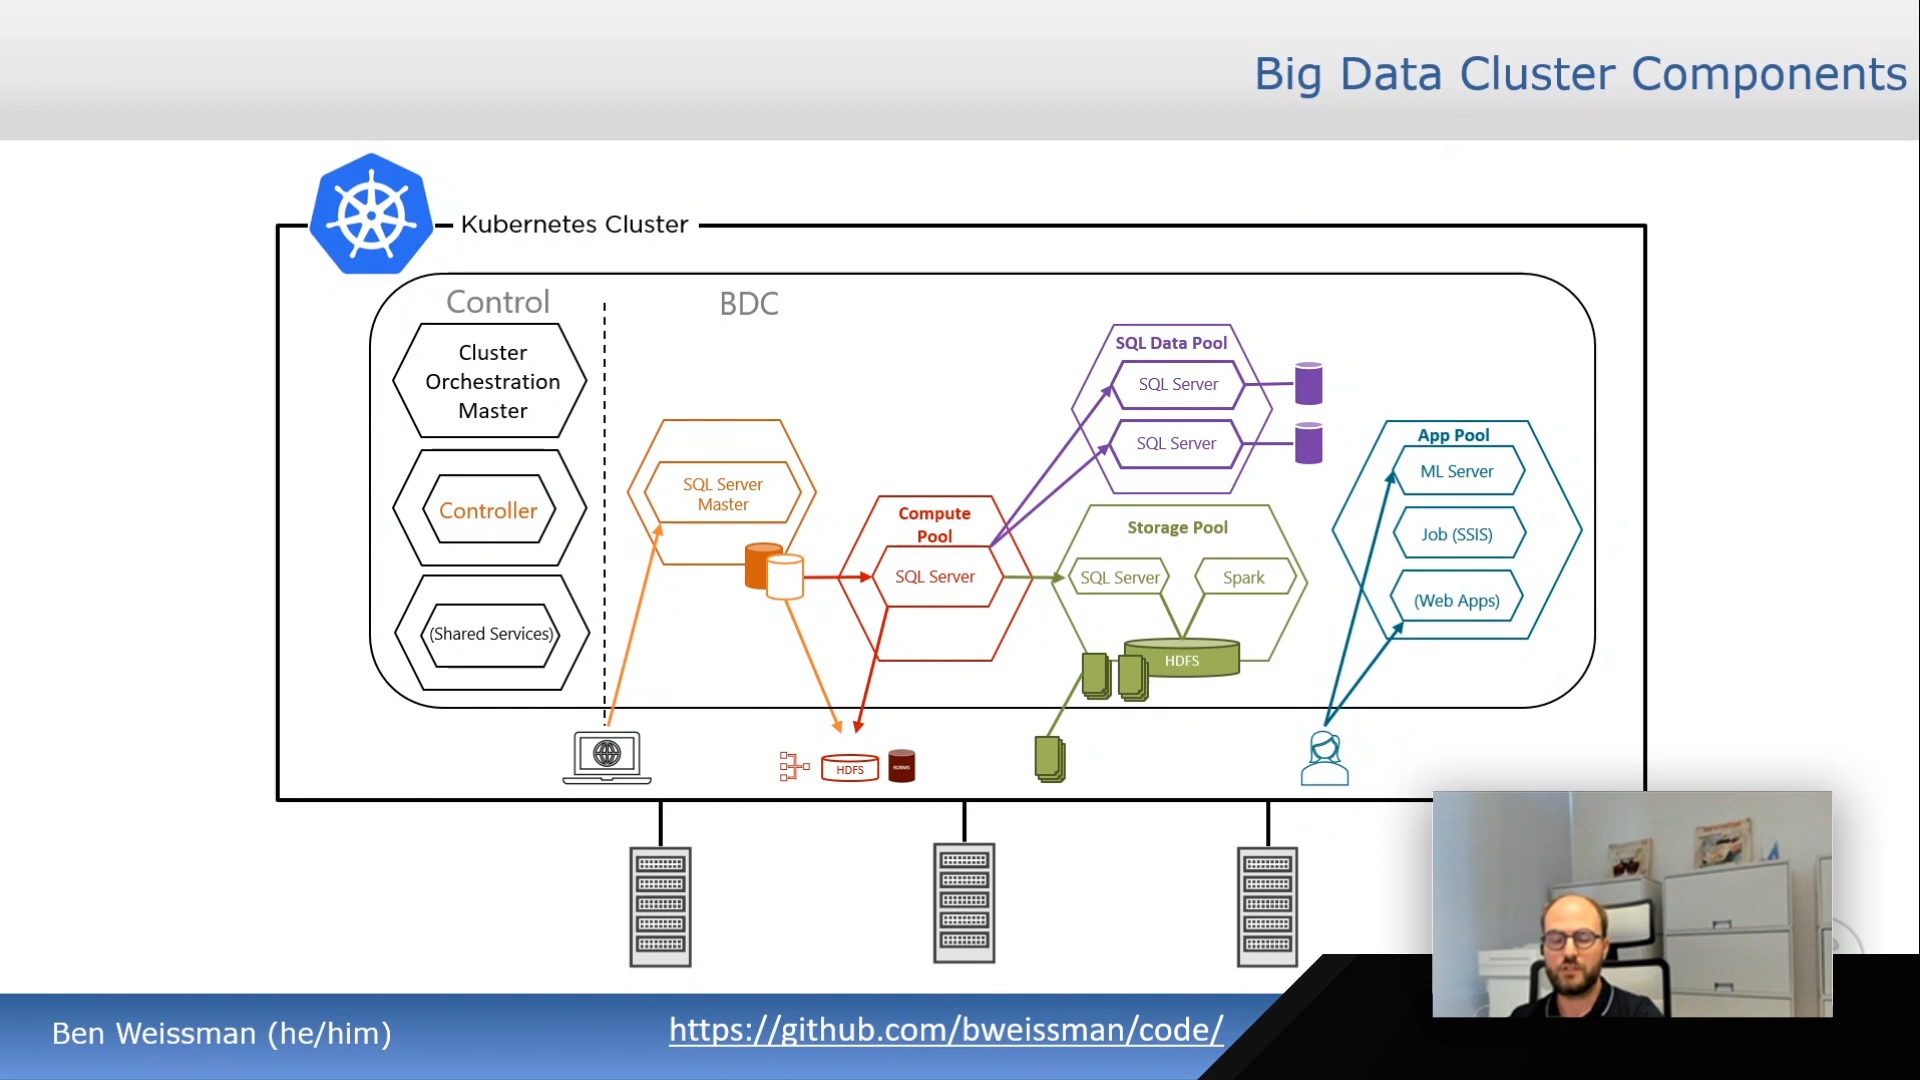 Big Data Cluster Components
Kubernetes Cluster
Control
BDC
Cluster
Orchestration
Master
Controller
(Shared Services)
SQL Server
Master
Compute
Pool
SQL Server
SQL Data Pool
SQL Server
SQL Server
Storage Pool
SQL Server
Spark
HDFS
App Pool
ML Server
Job (SSIS)
(Web Apps)
HDFS
Ben Weissman (he/him)
https://github.com/bweissman/code/